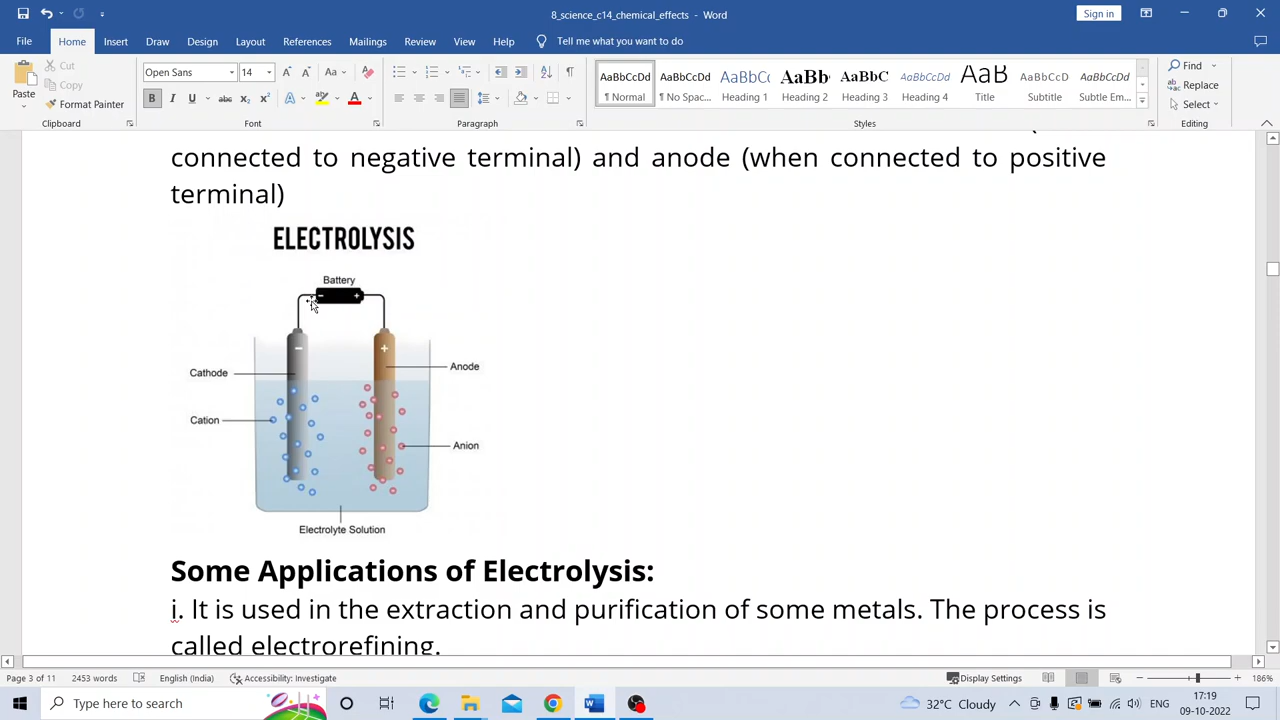 8_science_c14_chemical_effects - Word
Sign in
File Home Insert Draw Design Layout References Mailings Review View Help Tell me what you want to do
Paste
Cut
Copy
Format Painter
Clipboard
Open Sans 14
Font
Paragraph
AaBbCcDd AaBbCcDd AaBbCc AaBb AaBbC AaBbCcDd AaB AaBbCcD AaBbCcDd
¶ Normal ¶ No Spac... Heading 1 Heading 2 Heading 3 Heading 4 Title Subtitle Subtle Em...
Styles
Find
Replace
Select
Editing
connected to negative terminal) and anode (when connected to positive
terminal)
ELECTROLYSIS
Battery
- +
- +
Cathode
Anode
Cation
Anion
Electrolyte Solution
Some Applications of Electrolysis:
i. It is used in the extraction and purification of some metals. The process is
called electrorefining.
Page 3 of 11 2493 words English (India) Accessibility: Investigate Display Settings 186%
Type here to search
32°C Cloudy ENG 17:19
09-10-2022